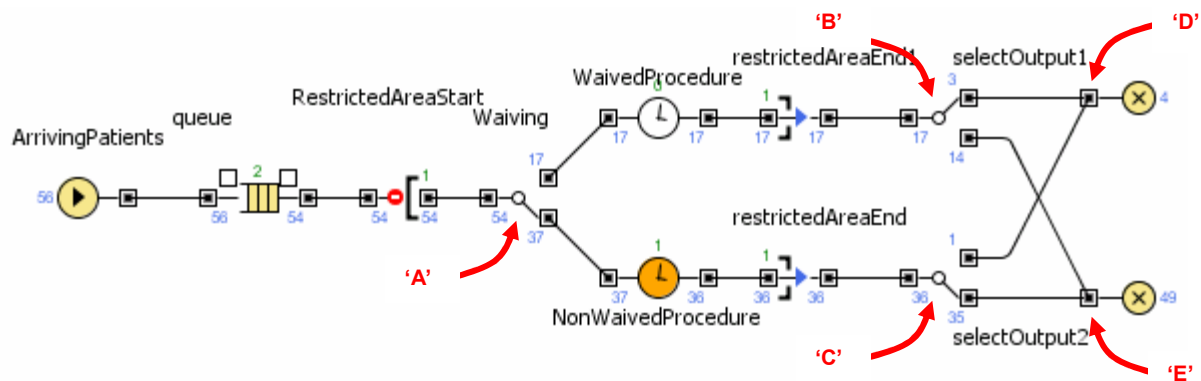 ‘B’
‘D’
restrictedAreaEnd1
selectOutput1
WaivedProcedure
0
3
RestrictedAreaStart
1
4
queue
Waiving
ArrivingPatients
17
17
17
17
17
17
14
2
1
56
56
54
54
54
54
37
restrictedAreaEnd
1
‘A’
1
1
37
36
36
36
36
35
49
NonWaivedProcedure
selectOutput2
‘C’
‘E’